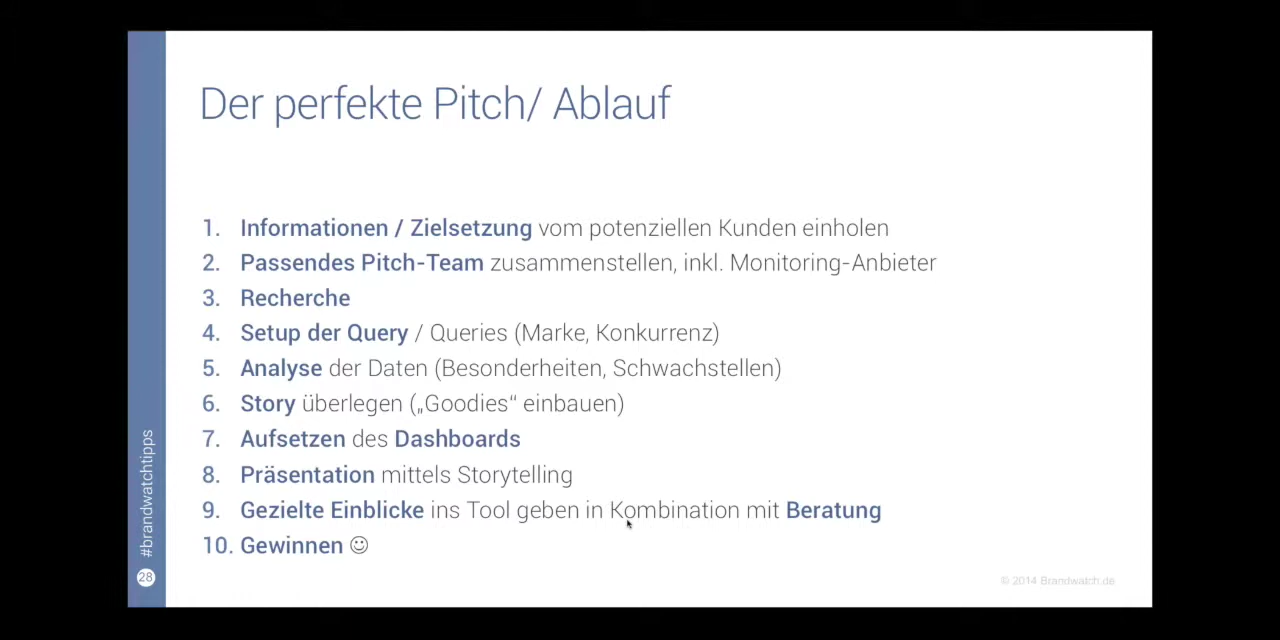 Der perfekte Pitch/ Ablauf
1. Informationen / Zielsetzung vom potenziellen Kunden einholen
2. Passendes Pitch-Team zusammenstellen, inkl. Monitoring-Anbieter
3. Recherche
4. Setup der Query / Queries (Marke, Konkurrenz)
5. Analyse der Daten (Besonderheiten, Schwachstellen)
6. Story überlegen („Goodies“ einbauen)
7. Aufsetzen des Dashboards
8. Präsentation mittels Storytelling
9. Gezielte Einblicke ins Tool geben in Kombination mit Beratung
10. Gewinnen ☺
#brandwatchtipps
28
© 2014 Brandwatch.de